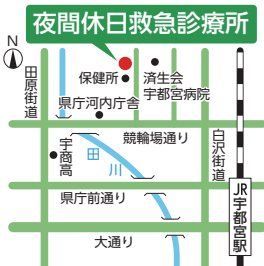 夜間休日救急診療所
N
田原街道
保健所
済生会
宇都宮病院
県庁河内庁舎
競輪場通り
宇商高
田川
白沢街道
県庁前通り
JR宇都宮駅
大通り